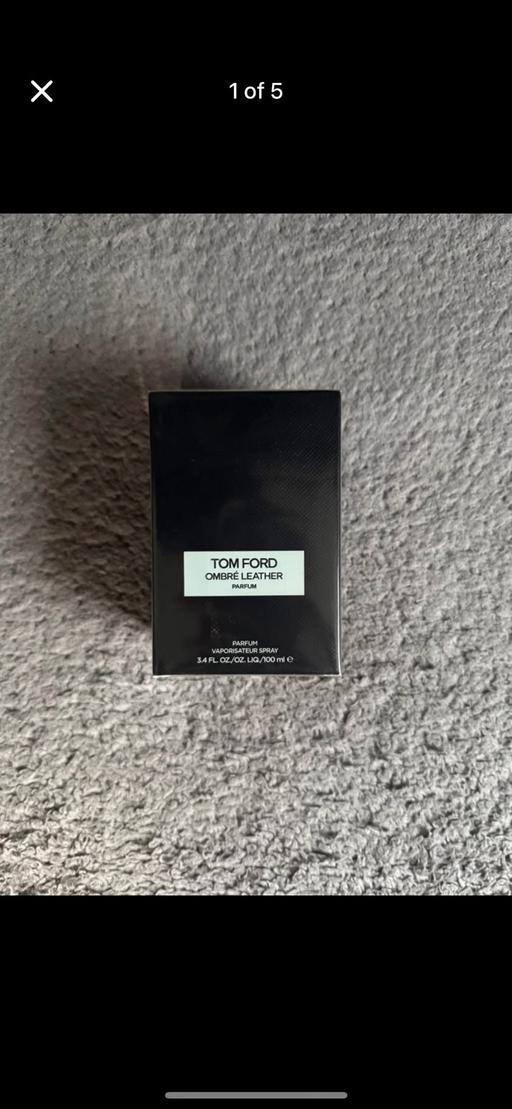 1 of 5
TOM FORD
OMBRÉ LEATHER
PARFUM
PARFUM
VAPORISATEUR SPRAY
3.4 FL. OZ./OZ. LIQ./100 ml ℮